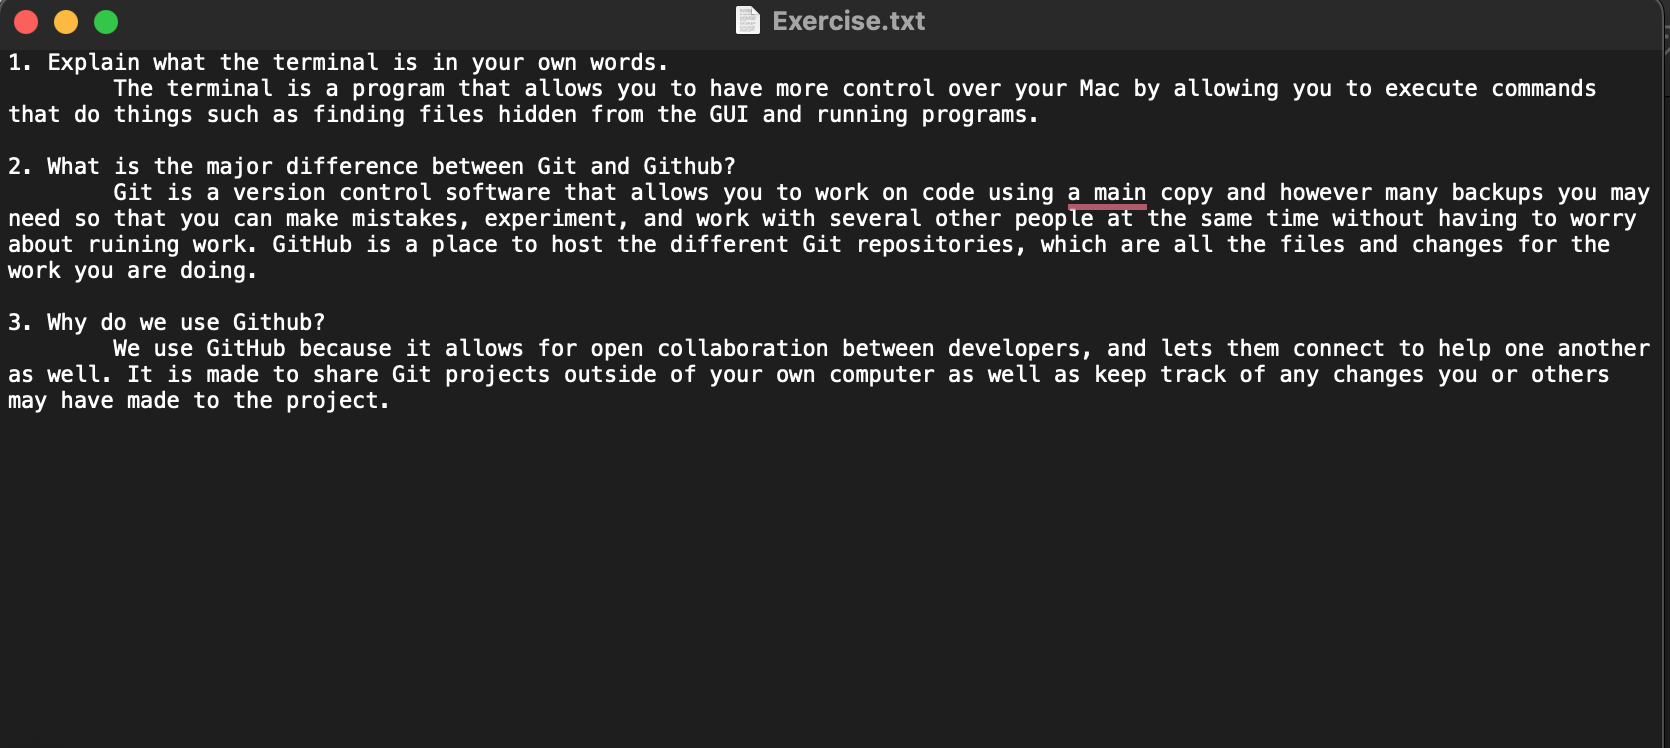 Exercise.txt
1. Explain what the terminal is in your own words.
The terminal is a program that allows you to have more control over your Mac by allowing you to execute commands
that do things such as finding files hidden from the GUI and running programs.
2. What is the major difference between Git and Github?
Git is a version control software that allows you to work on code using a main copy and however many backups you may
need so that you can make mistakes, experiment, and work with several other people at the same time without having to worry
about ruining work. GitHub is a place to host the different Git repositories, which are all the files and changes for the
work you are doing.
3. Why do we use Github?
We use GitHub because it allows for open collaboration between developers, and lets them connect to help one another
as well. It is made to share Git projects outside of your own computer as well as keep track of any changes you or others
may have made to the project.